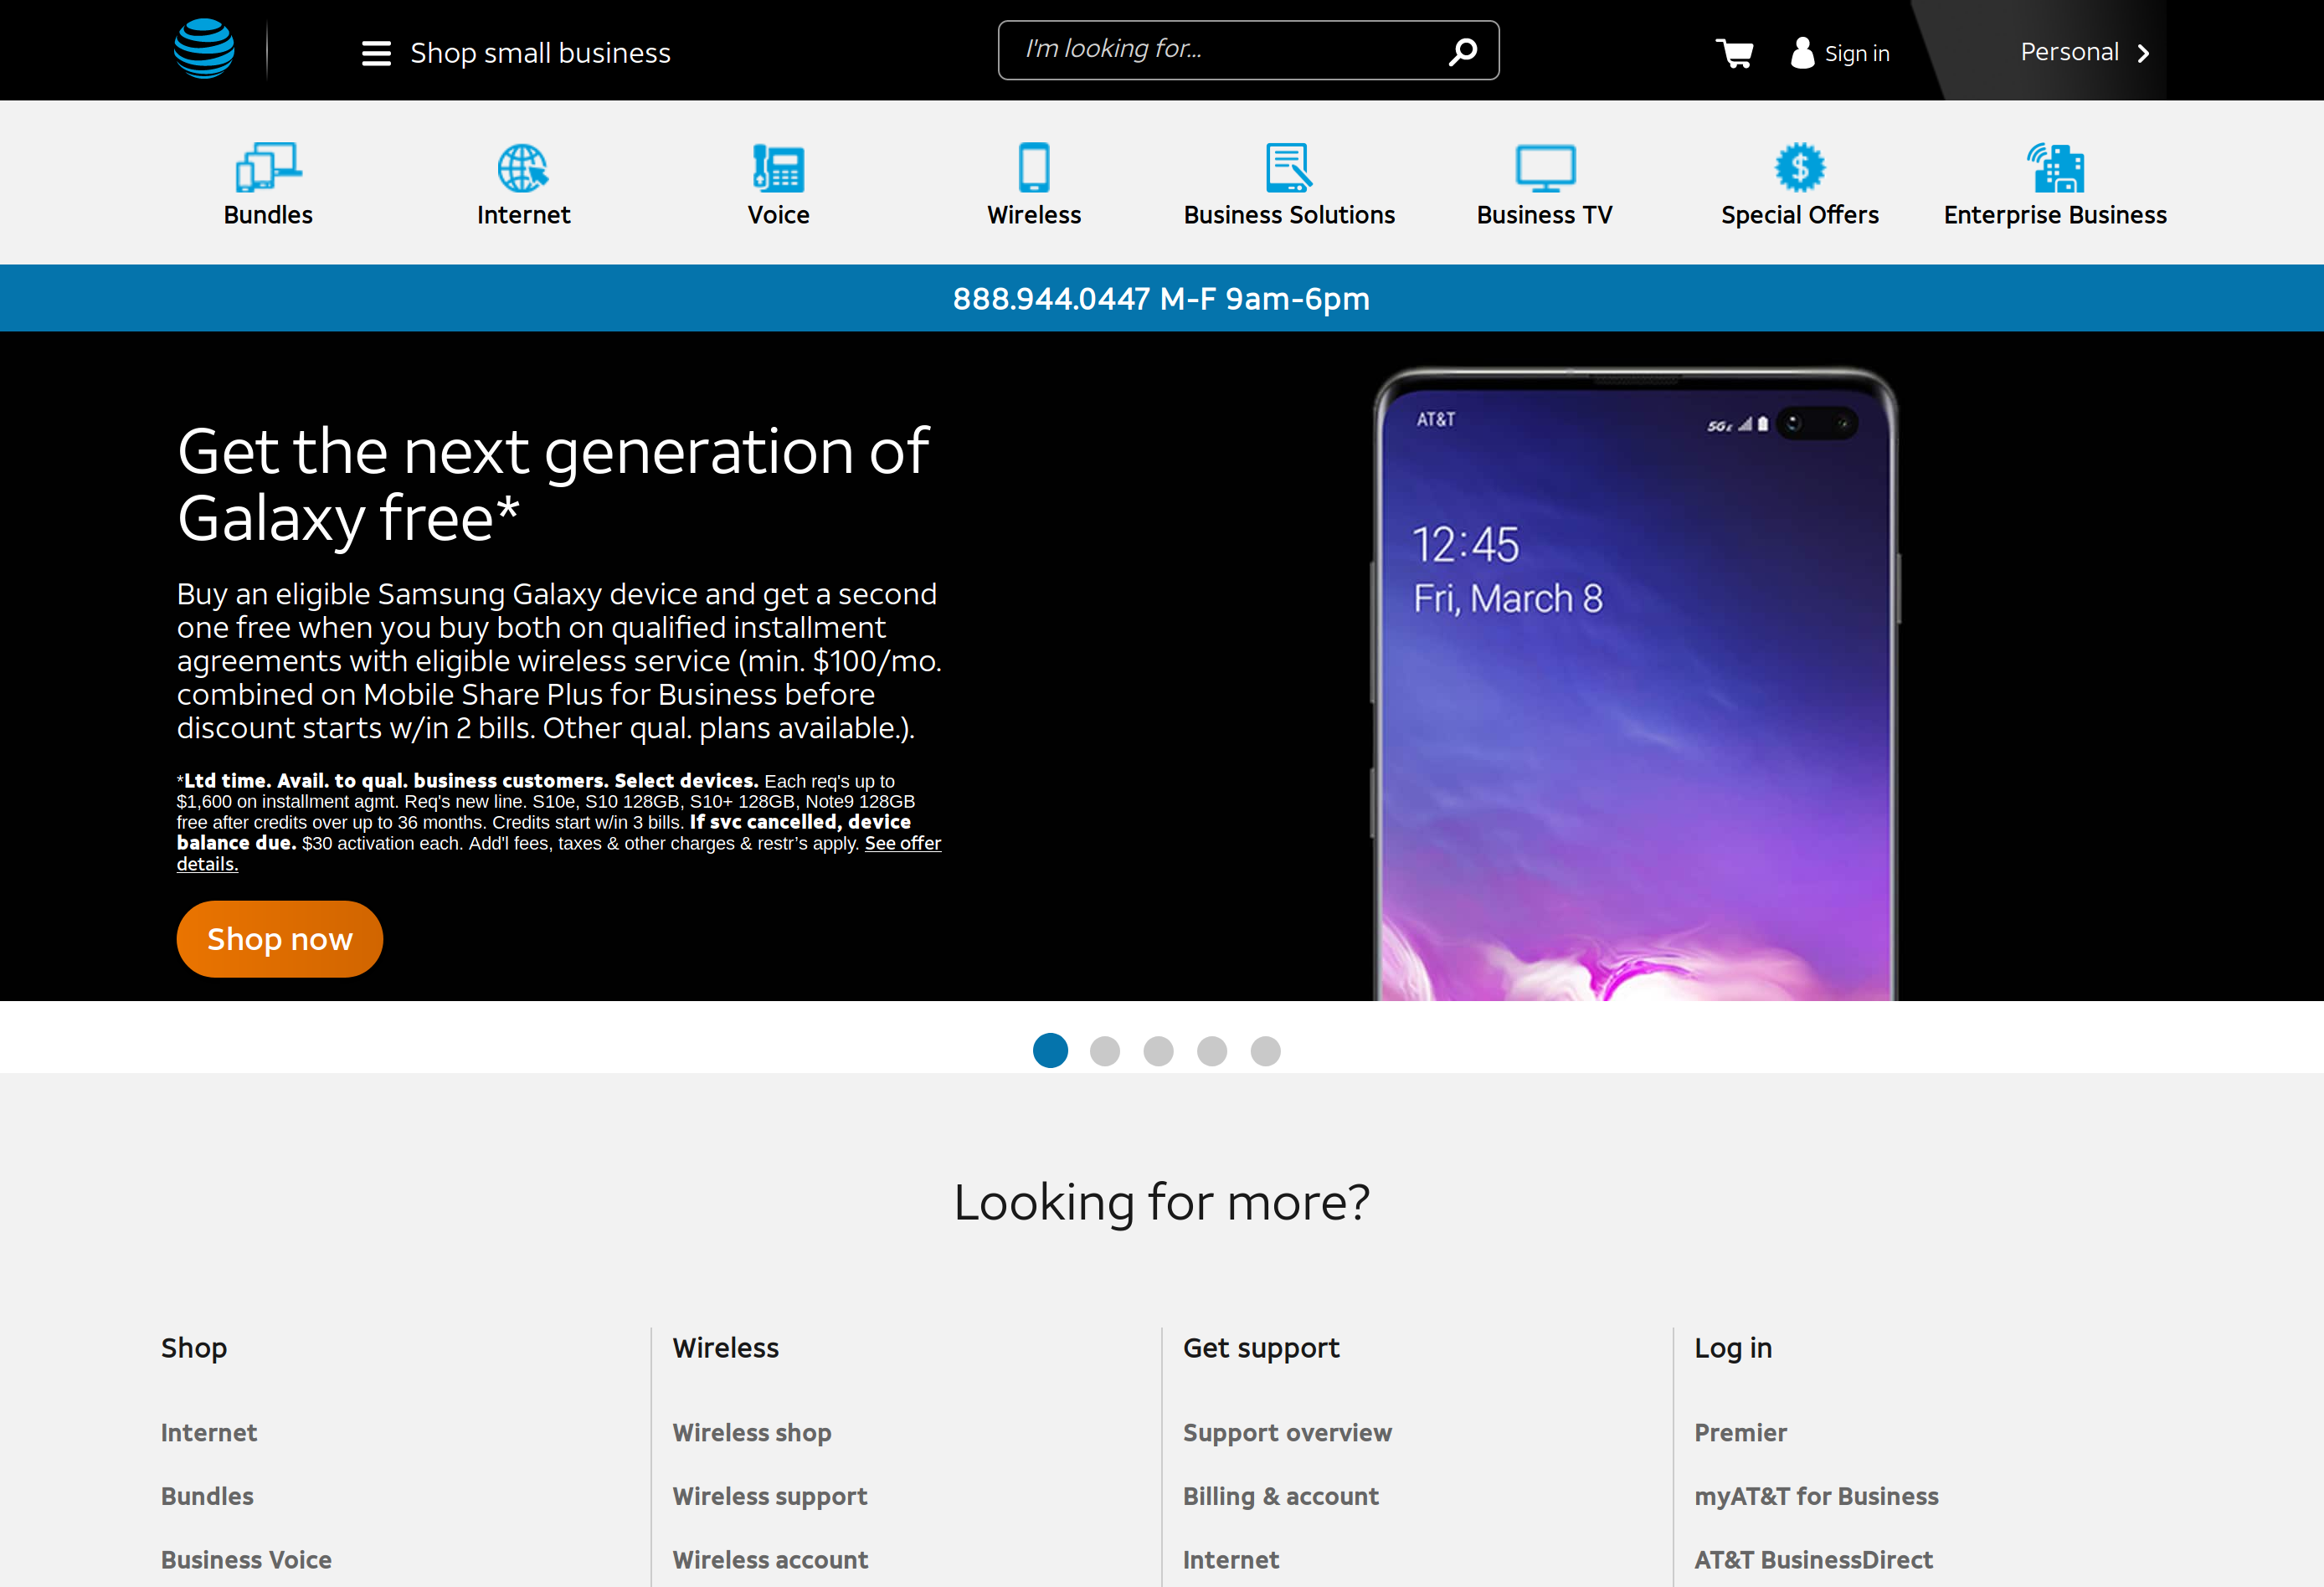 Shop small business
I'm looking for...
Sign in
Personal
Bundles
Internet
Voice
Wireless
Business Solutions
Business TV
Special Offers
Enterprise Business
888.944.0447 M-F 9am-6pm
Get the next generation of
Galaxy free*
Buy an eligible Samsung Galaxy device and get a second
one free when you buy both on qualified installment
agreements with eligible wireless service (min. $100/mo.
combined on Mobile Share Plus for Business before
discount starts w/in 2 bills. Other qual. plans available.).
*Ltd time. Avail. to qual. business customers. Select devices. Each req's up to
$1,600 on installment agmt. Req's new line. S10e, S10 128GB, S10+ 128GB, Note9 128GB
free after credits over up to 36 months. Credits start w/in 3 bills. If svc cancelled, device
balance due. $30 activation each. Add'l fees, taxes & other charges & restr’s apply. See offer
details.
Shop now
AT&T
5GE
12:45
Fri, March 8
Looking for more?
Shop
Internet
Bundles
Business Voice
Wireless
Wireless shop
Wireless support
Wireless account
Get support
Support overview
Billing & account
Internet
Log in
Premier
myAT&T for Business
AT&T BusinessDirect